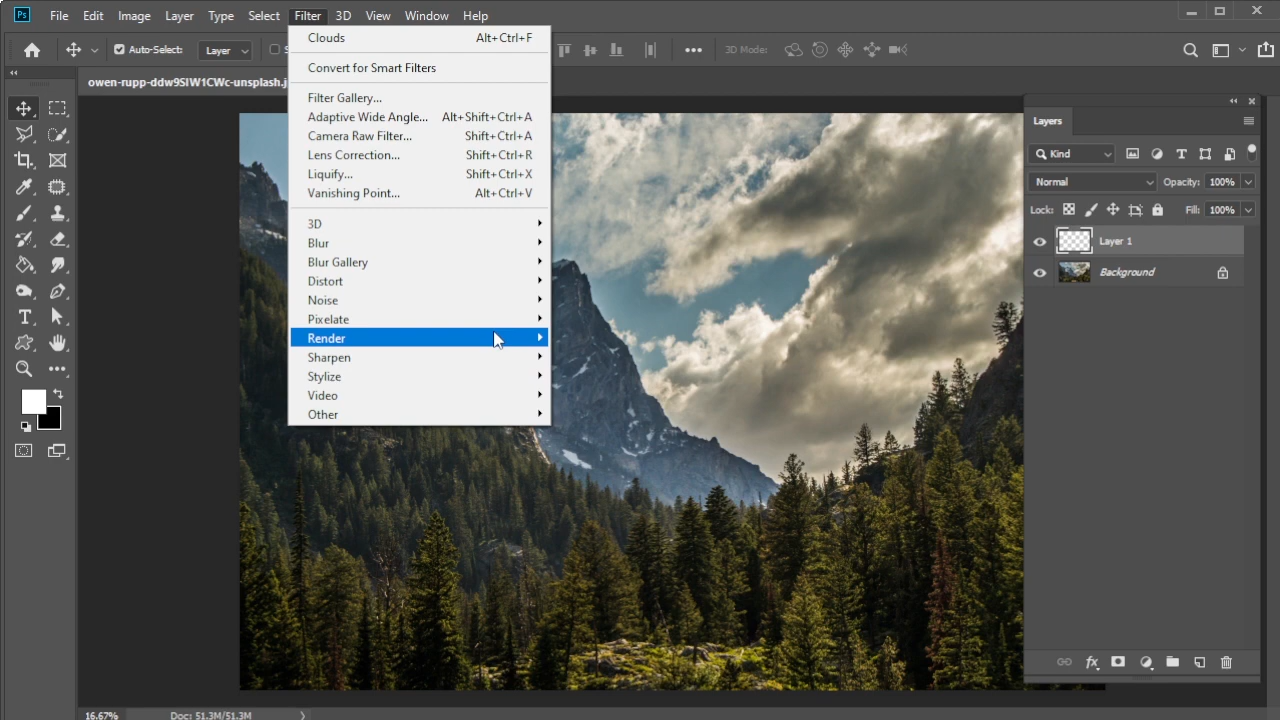 Ps File Edit Image Layer Type Select Filter 3D View Window Help
Auto-Select: Layer 3D Mode:
owen-rupp-ddw9SIW1CWc-unsplash.j
Clouds Alt+Ctrl+F
Convert for Smart Filters
Filter Gallery...
Adaptive Wide Angle... Alt+Shift+Ctrl+A
Camera Raw Filter... Shift+Ctrl+A
Lens Correction... Shift+Ctrl+R
Liquify... Shift+Ctrl+X
Vanishing Point... Alt+Ctrl+V
3D
Blur
Blur Gallery
Distort
Noise
Pixelate
Render
Sharpen
Stylize
Video
Other
Layers
Kind
Normal Opacity: 100%
Lock: Fill: 100%
Layer 1
Background
16.67% Doc: 51.3M/51.3M